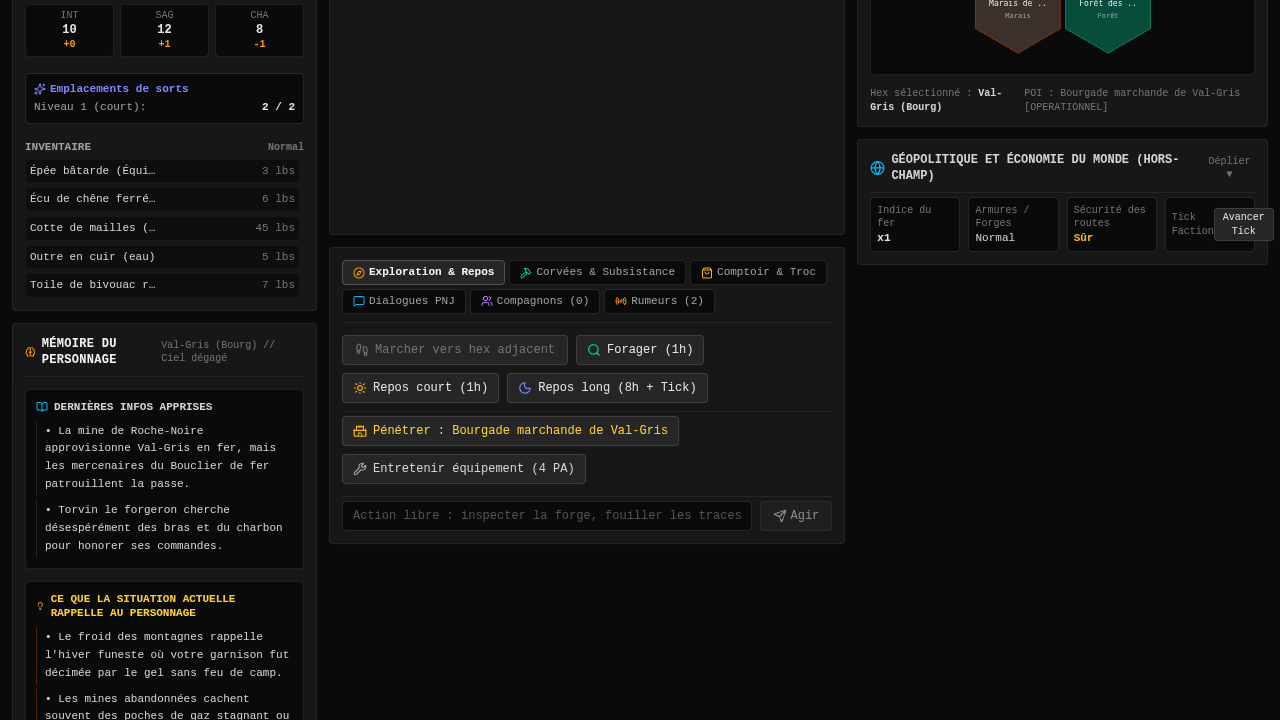 INT
10
+0
SAG
12
+1
CHA
8
-1
Emplacements de sorts
Niveau 1 (court):
2 / 2
INVENTAIRE
Normal
Épée bâtarde (Équi…
3 lbs
Écu de chêne ferré…
6 lbs
Cotte de mailles (…
45 lbs
Outre en cuir (eau)
5 lbs
Toile de bivouac r…
7 lbs
MÉMOIRE DU
PERSONNAGE
Val-Gris (Bourg) //
Ciel dégagé
DERNIÈRES INFOS APPRISES
• La mine de Roche-Noire
approvisionne Val-Gris en fer, mais
les mercenaires du Bouclier de fer
patrouillent la passe.
• Torvin le forgeron cherche
désespérément des bras et du charbon
pour honorer ses commandes.
CE QUE LA SITUATION ACTUELLE
RAPPELLE AU PERSONNAGE
• Le froid des montagnes rappelle
l'hiver funeste où votre garnison fut
décimée par le gel sans feu de camp.
• Les mines abandonnées cachent
souvent des poches de gaz stagnant ou
Exploration & Repos
Corvées & Subsistance
Comptoir & Troc
Dialogues PNJ
Compagnons (0)
Rumeurs (2)
Marcher vers hex adjacent
Forager (1h)
Repos court (1h)
Repos long (8h + Tick)
Pénétrer : Bourgade marchande de Val-Gris
Entretenir équipement (4 PA)
Action libre : inspecter la forge, fouiller les traces
Agir
Marais de ..
Marais
Forêt des ..
Forêt
Hex sélectionné : Val-
Gris (Bourg)
POI : Bourgade marchande de Val-Gris
[OPERATIONNEL]
GÉOPOLITIQUE ET ÉCONOMIE DU MONDE (HORS-
CHAMP)
Déplier
▼
Indice du
fer
x1
Armures /
Forges
Normal
Sécurité des
routes
Sûr
Tick
Faction
Avancer
Tick